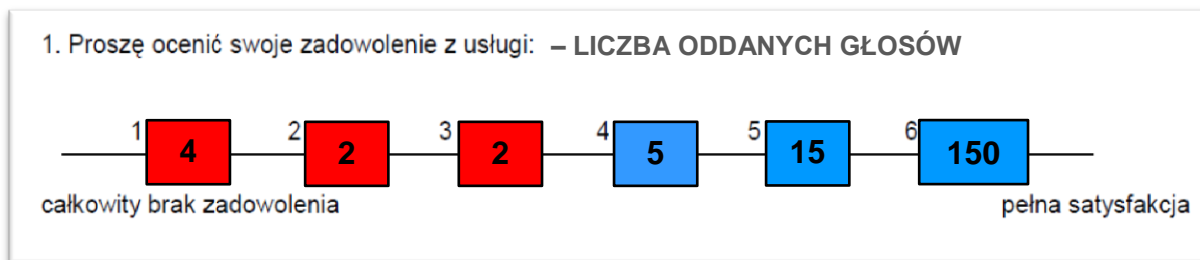 1. Proszę ocenić swoje zadowolenie z usługi: – LICZBA ODDANYCH GŁOSÓW
1 4 2 2 3 2 4 5 5 15 6 150
całkowity brak zadowolenia pełna satysfakcja